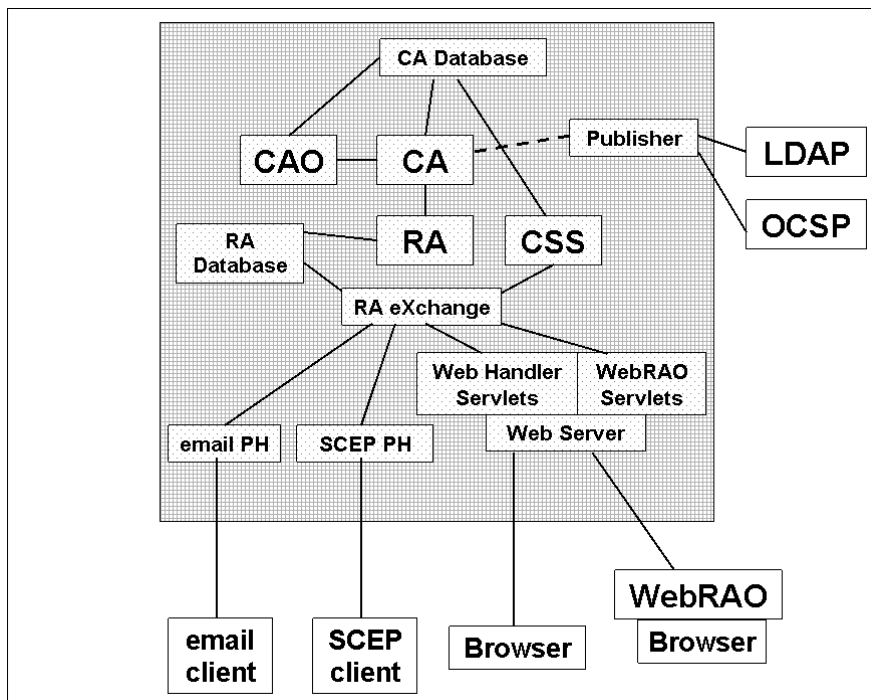 CA Database
Publisher
LDAP
CAO
CA
OCSP
RA
Database
RA
CSS
RA eXchange
Web Handler
Servlets
WebRAO
Servlets
Web Server
email PH
SCEP PH
WebRAO
Browser
email
client
SCEP
client
Browser